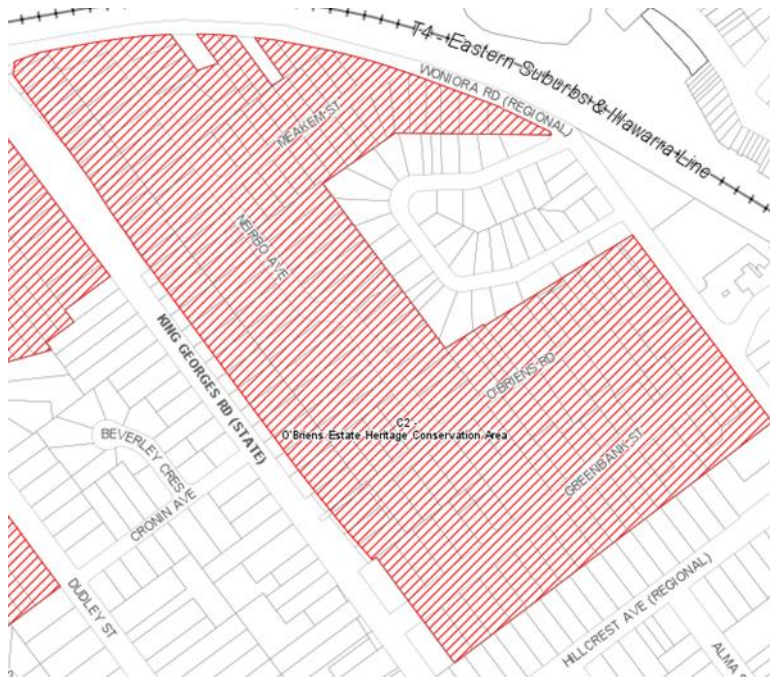 T4 - Eastern Suburbs & Illawarra Line
WONIORA RD (REGIONAL)
MEAKEM ST
NEIRBO AVE
KING GEORGES RD (STATE)
O'BRIENS RD
C2 -
O'Briens Estate Heritage Conservation Area
GREENBANK ST
BEVERLEY CRES
CRONIN AVE
DUDLEY ST
HILLCREST AVE (REGIONAL)
ALMA